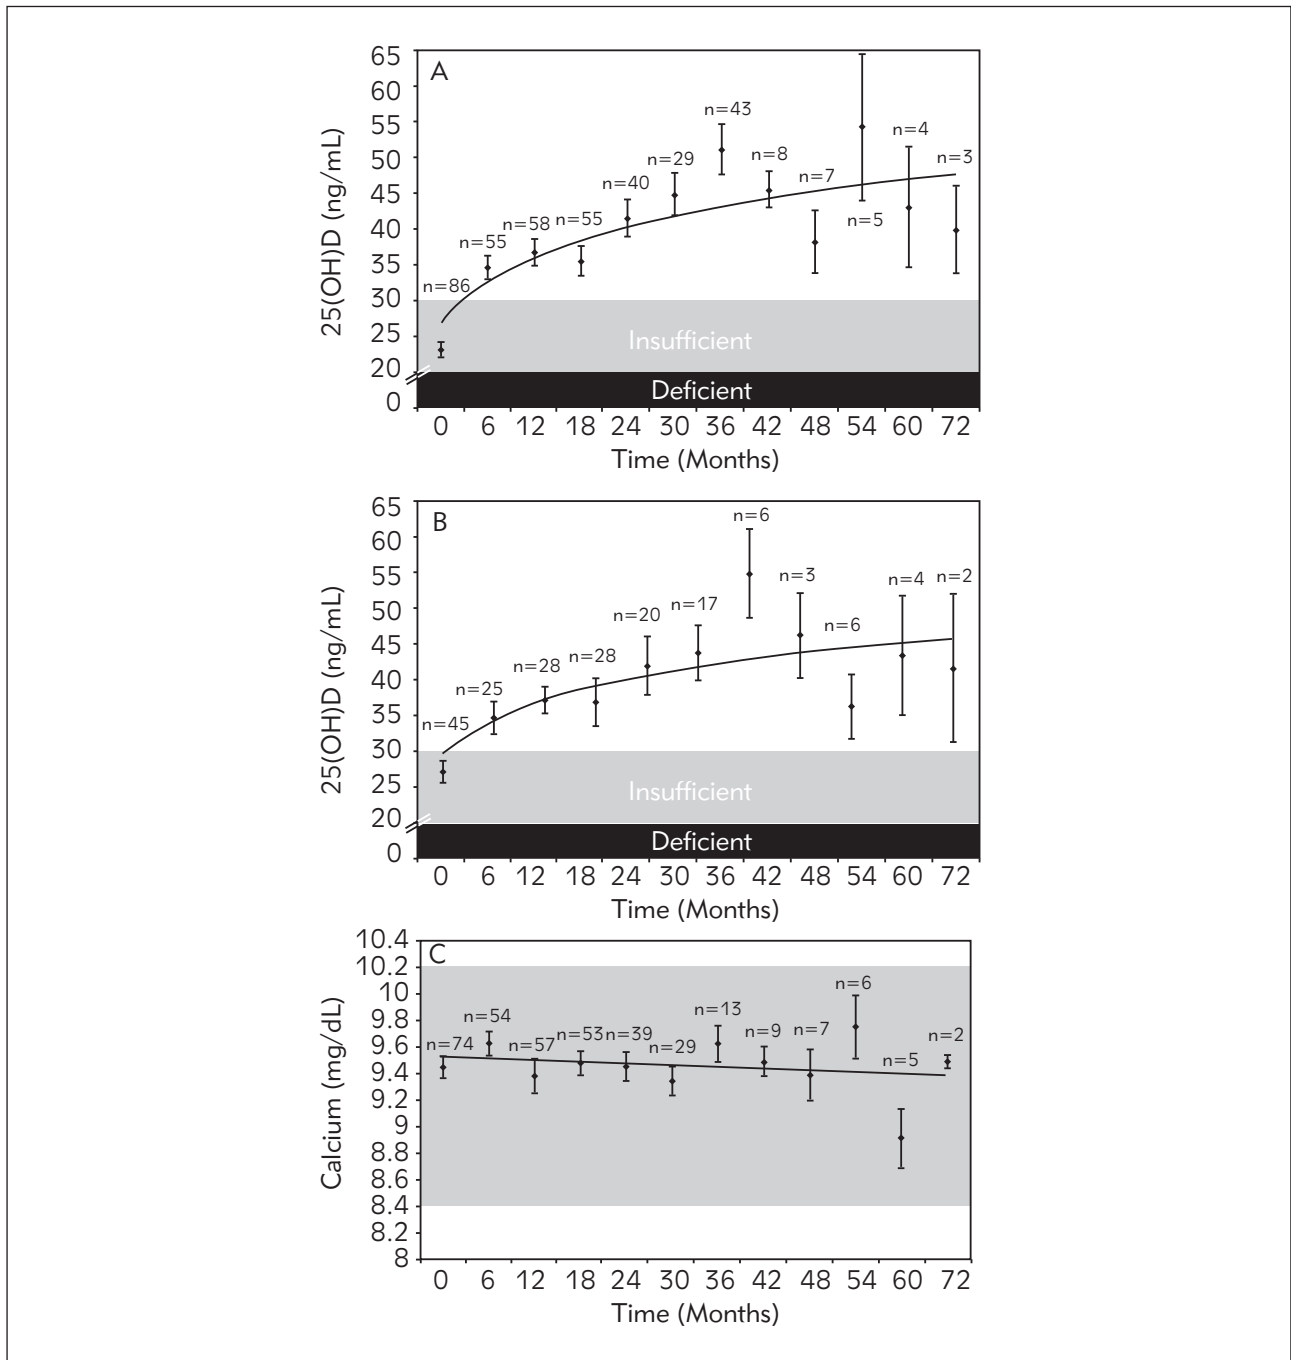 A
65
60
55
50
45
40
35
30
25
20
0
25(OH)D (ng/mL)
n=86
n=55
n=58
n=55
n=40
n=29
n=43
n=8
n=7
n=5
n=4
n=3
Insufficient
Deficient
0 6 12 18 24 30 36 42 48 54 60 72
Time (Months)
B
65
60
55
50
45
40
35
30
25
20
0
25(OH)D (ng/mL)
n=45
n=25
n=28
n=28
n=20
n=17
n=6
n=3
n=6
n=4
n=2
Insufficient
Deficient
0 6 12 18 24 30 36 42 48 54 60 72
Time (Months)
C
10.4
10.2
10
9.8
9.6
9.4
9.2
9
8.8
8.6
8.4
8.2
8
Calcium (mg/dL)
n=74
n=54
n=57
n=53
n=39
n=29
n=13
n=9
n=7
n=6
n=5
n=2
0 6 12 18 24 30 36 42 48 54 60 72
Time (Months)